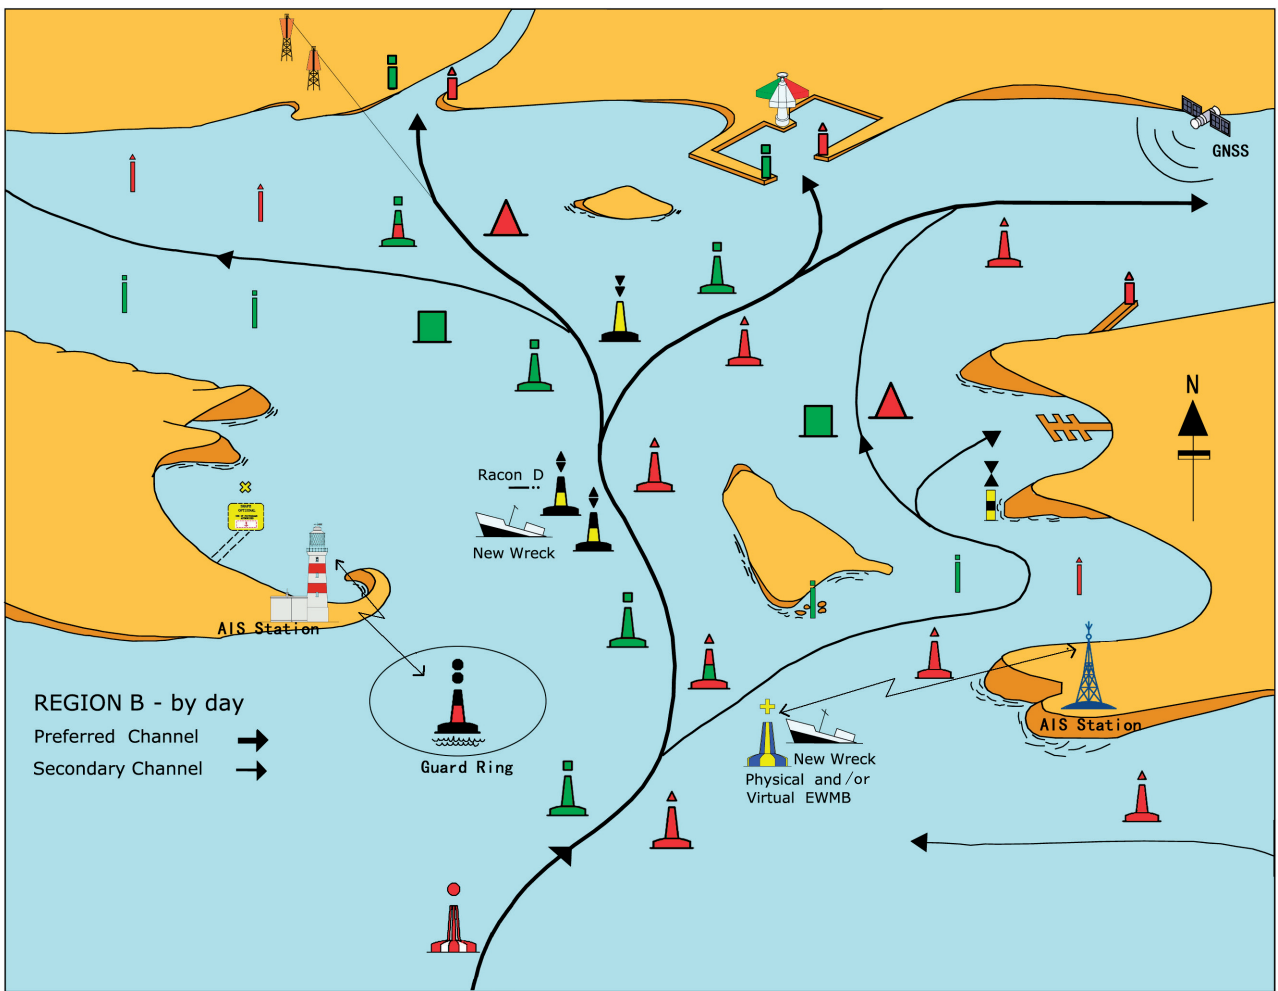 GNSS
N
Racon D
New Wreck
AIS Station
REGION B - by day
Preferred Channel
Secondary Channel
Guard Ring
AIS Station
New Wreck
Physical and/or
Virtual EWMB